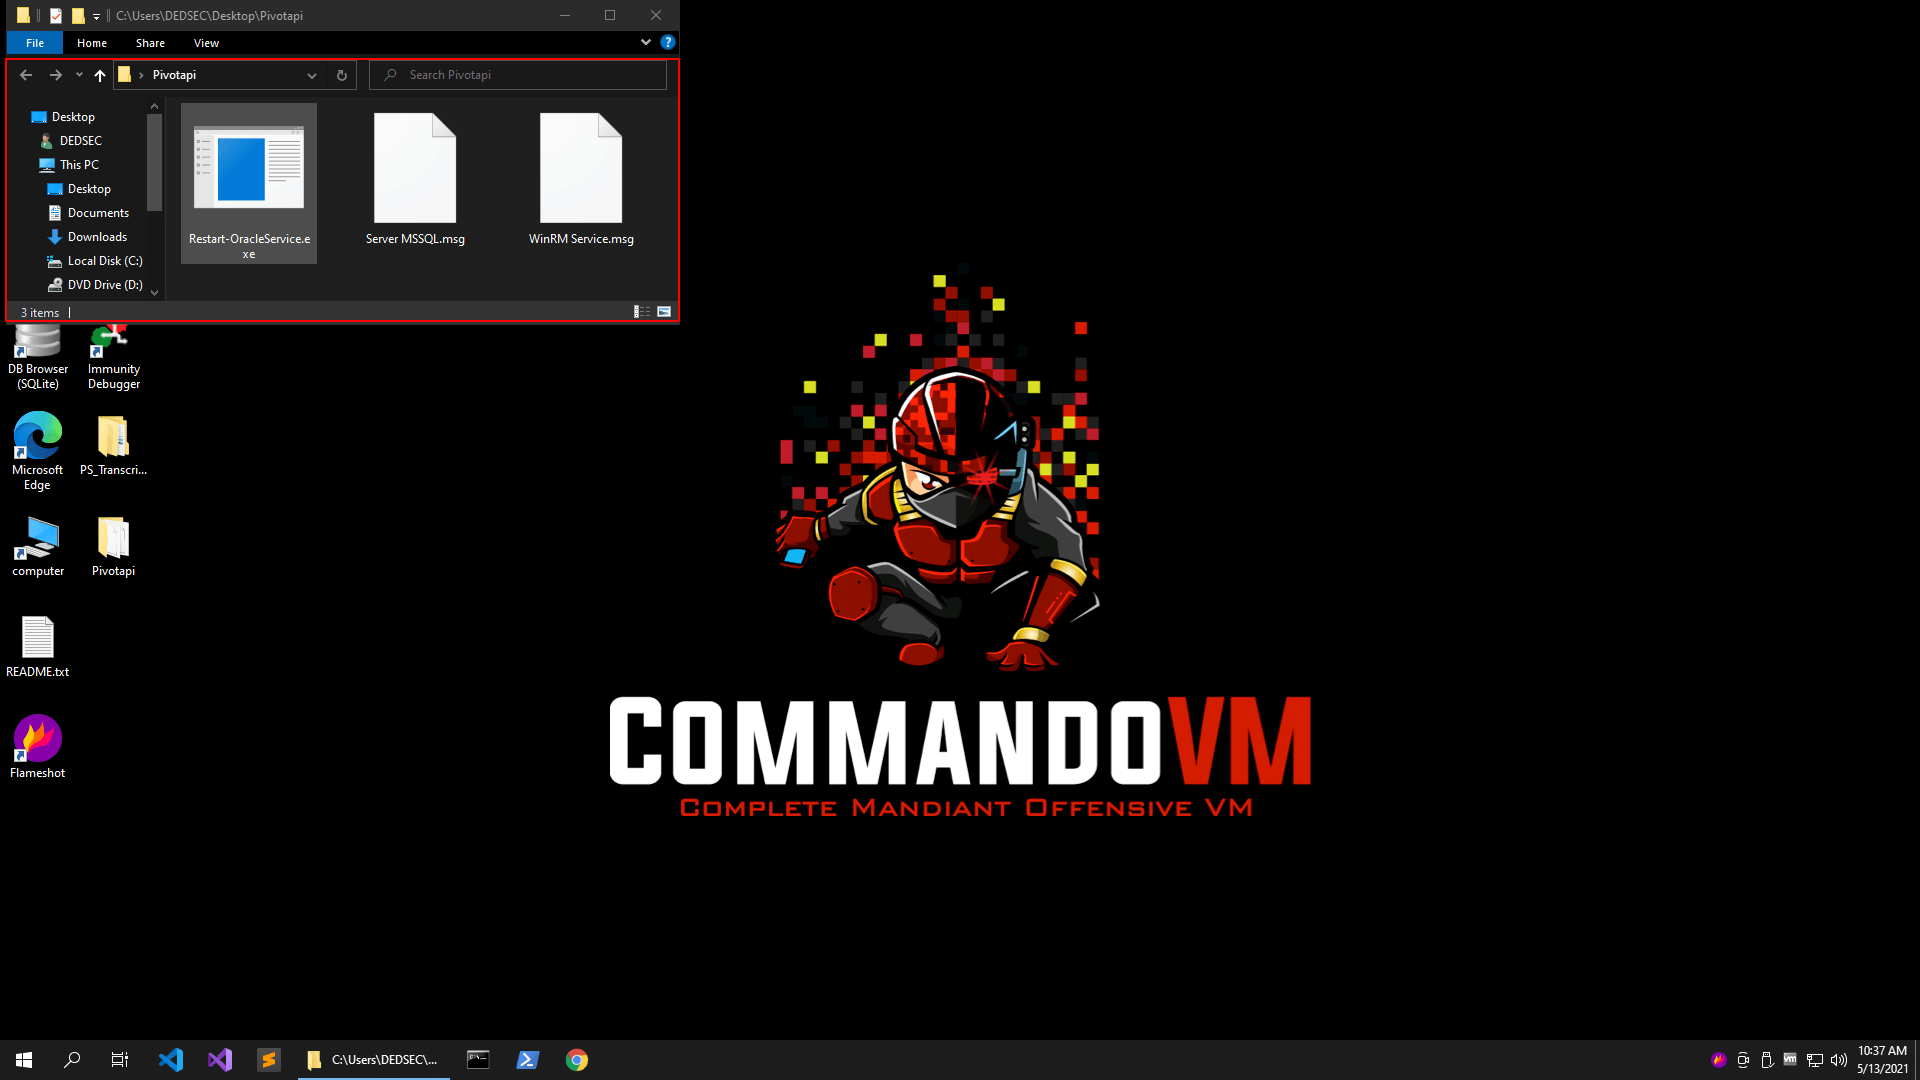 C:\Users\DEDSEC\Desktop\Pivotapi
File Home Share View
?
Pivotapi
Search Pivotapi
Desktop
DEDSEC
This PC
Desktop
Documents
Downloads
Local Disk (C:)
DVD Drive (D:)
Restart-OracleService.e
xe
Server MSSQL.msg
WinRM Service.msg
3 items
DB Browser
(SQLite)
Immunity
Debugger
Microsoft
Edge
PS_Transcri...
computer
Pivotapi
README.txt
Flameshot
COMMANDOVM
COMPLETE MANDIANT OFFENSIVE VM
C:\Users\DEDSEC\...
vm
10:37 AM
5/13/2021